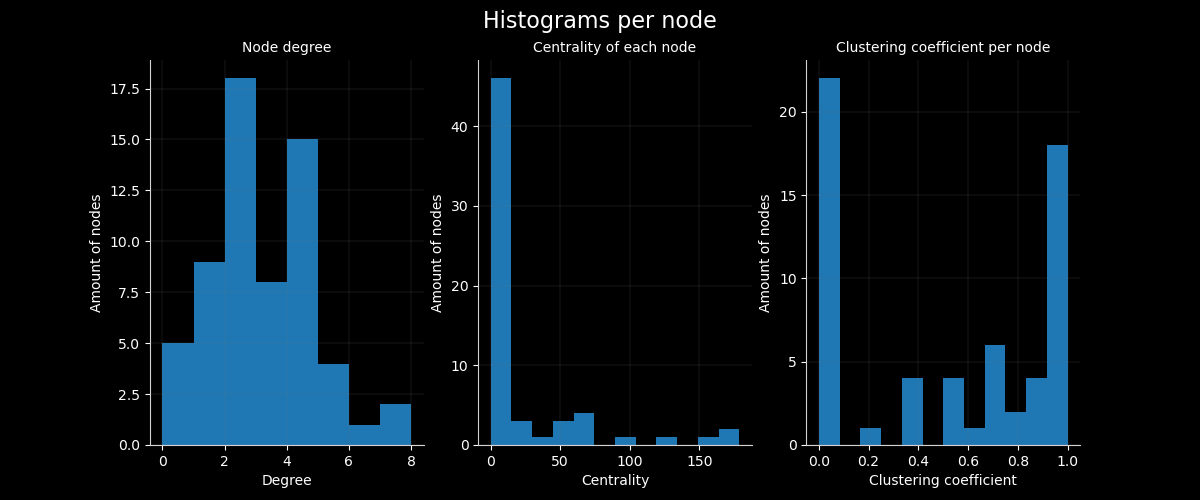 Histograms per node
Node degree
Amount of nodes
17.5
15.0
12.5
10.0
7.5
5.0
2.5
0.0
0 2 4 6 8
Degree
Centrality of each node
Amount of nodes
40
30
20
10
0
0 50 100 150
Centrality
Clustering coefficient per node
Amount of nodes
20
15
10
5
0
0.0 0.2 0.4 0.6 0.8 1.0
Clustering coefficient